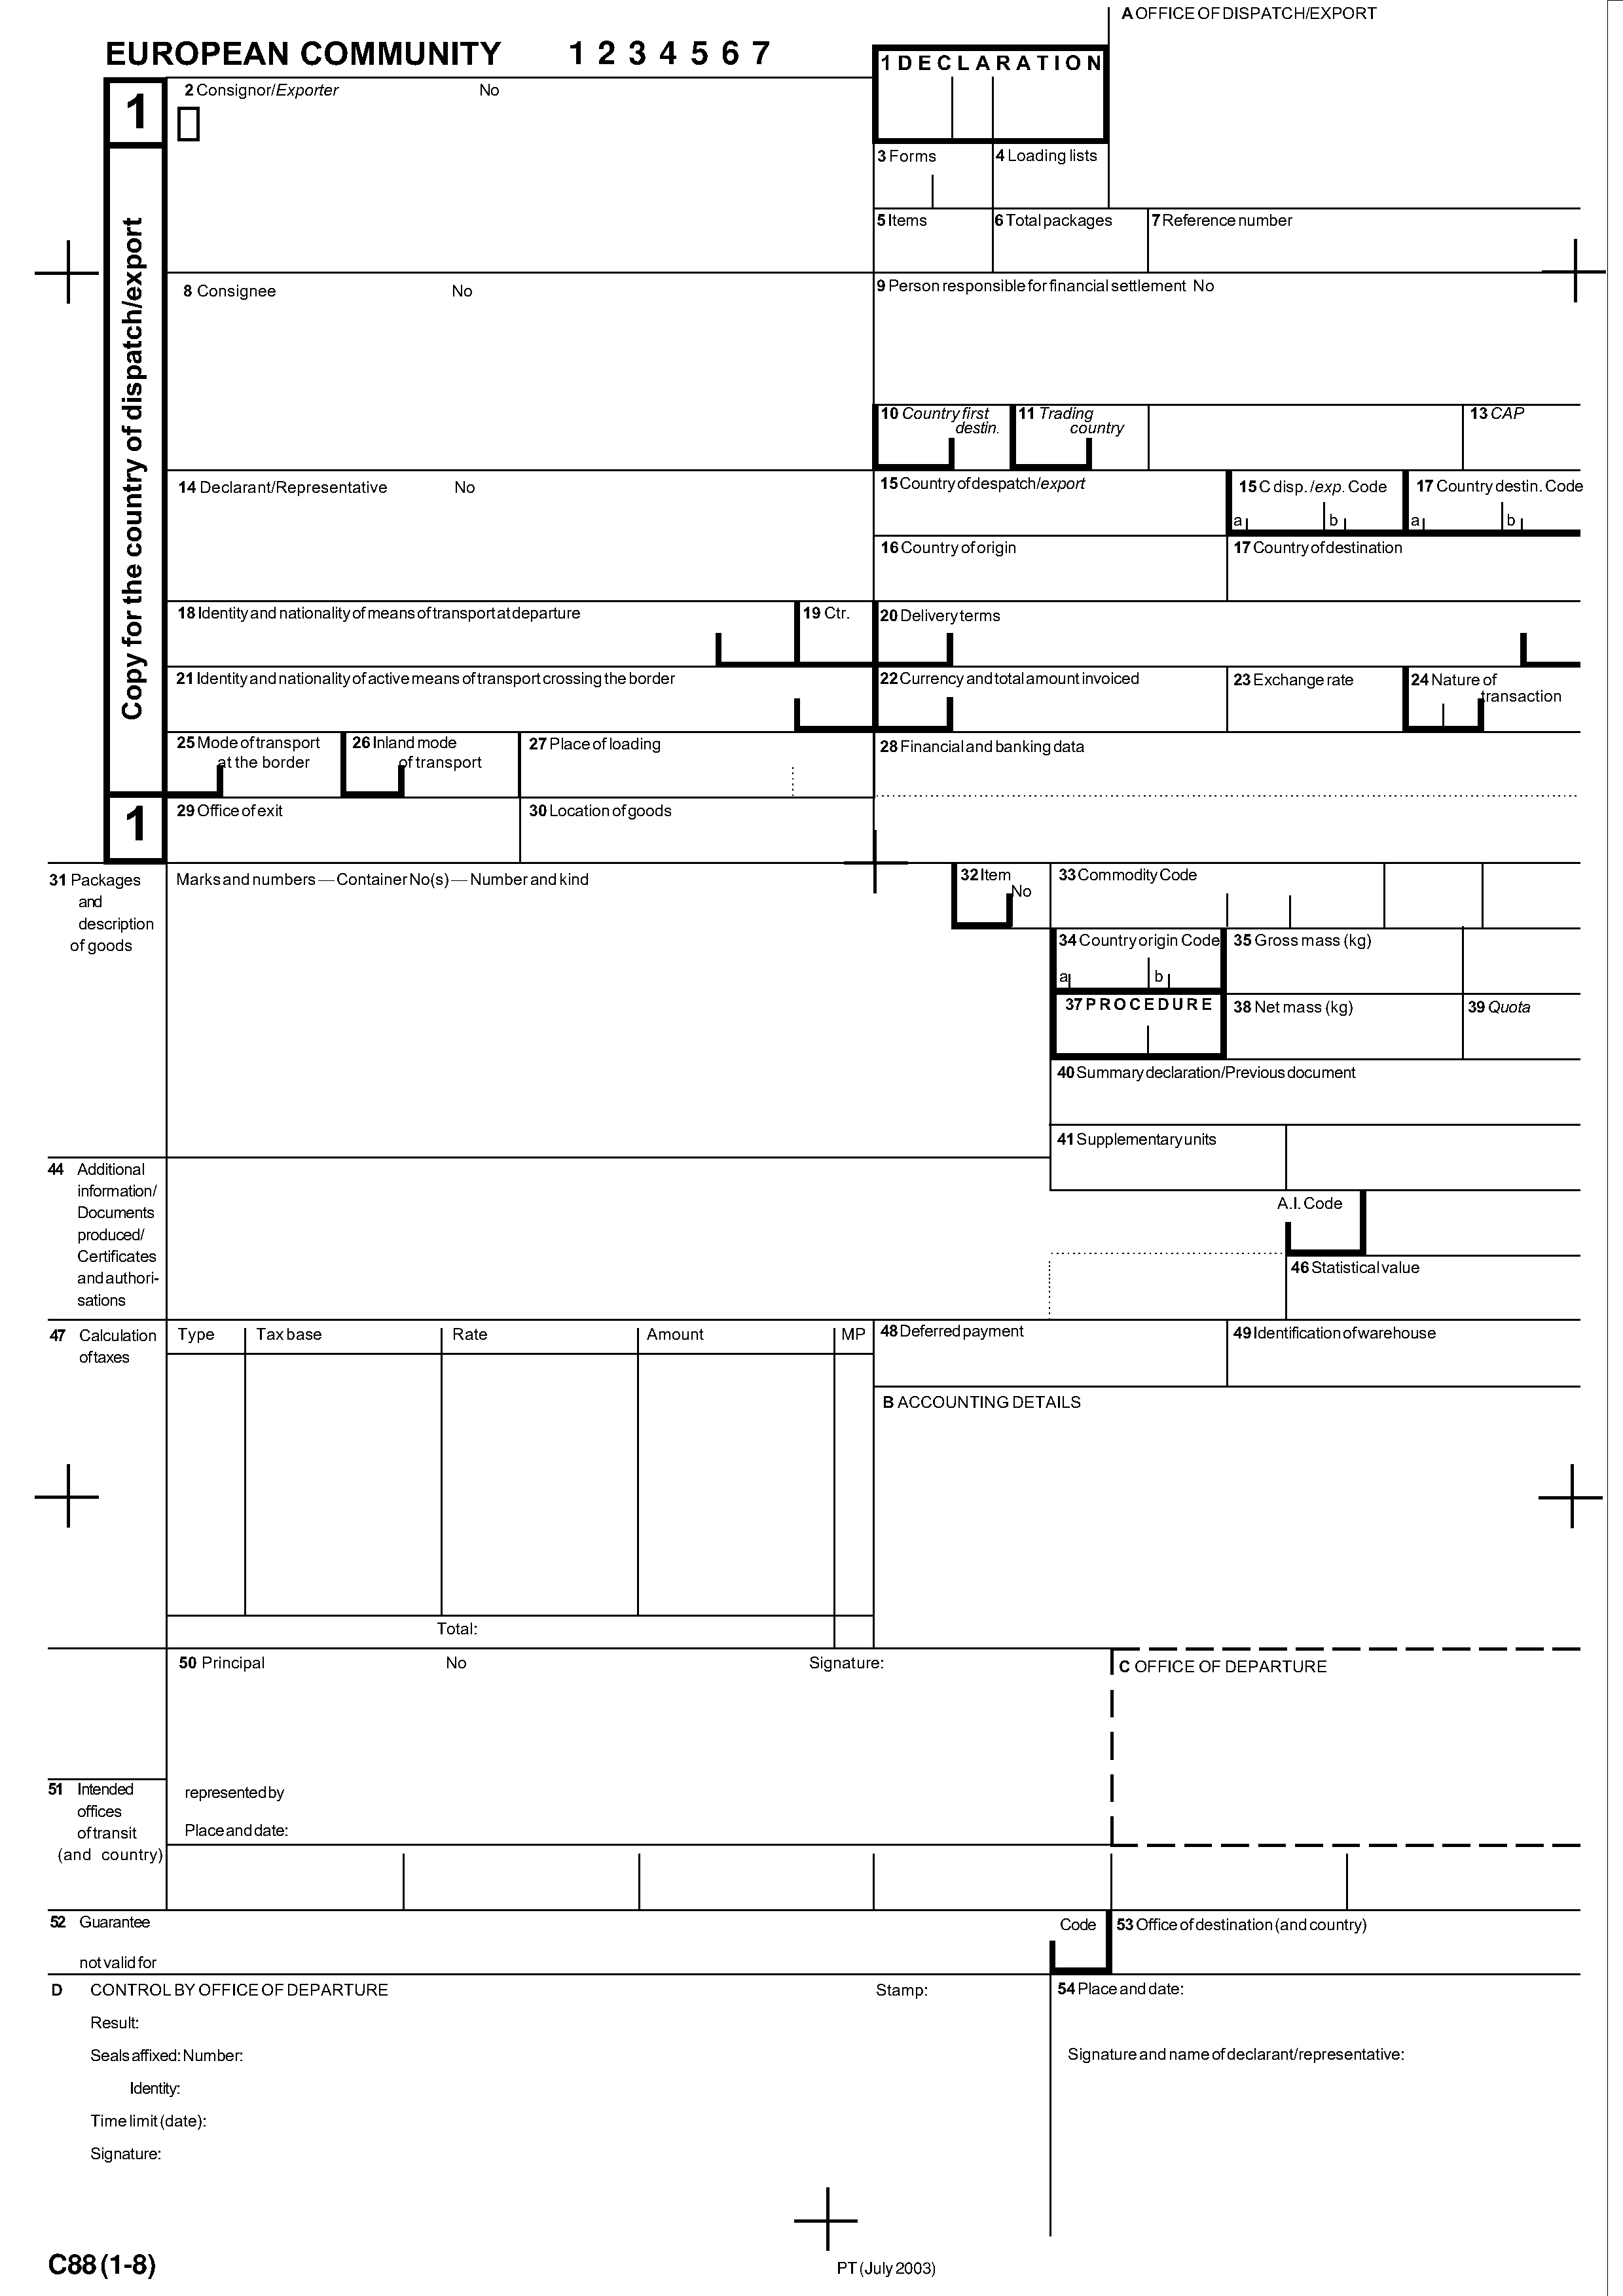 A OFFICE OF DISPATCH/EXPORT
EUROPEAN COMMUNITY 1 2 3 4 5 6 7
1 DECLARATION
1
Copy for the country of dispatch/export
2 Consignor/Exporter No
3 Forms
4 Loading lists
5 Items
6 Total packages
7 Reference number
8 Consignee No
9 Person responsible for financial settlement No
10 Country first
destin.
11 Trading
country
13 CAP
14 Declarant/Representative No
15 Country of despatch/export
15 C disp. /exp. Code
a b
17 Country destin. Code
a b
16 Country of origin
17 Country of destination
18 Identity and nationality of means of transport at departure
19 Ctr.
20 Delivery terms
21 Identity and nationality of active means of transport crossing the border
22 Currency and total amount invoiced
23 Exchange rate
24 Nature of
transaction
25 Mode of transport
at the border
26 Inland mode
of transport
27 Place of loading
28 Financial and banking data
1
29 Office of exit
30 Location of goods
31 Packages
and
description
of goods
Marks and numbers — Container No(s) — Number and kind
32 Item
No
33 Commodity Code
34 Country origin Code
a b
35 Gross mass (kg)
37 PROCEDURE
38 Net mass (kg)
39 Quota
40 Summary declaration/Previous document
41 Supplementary units
44 Additional
information/
Documents
produced/
Certificates
and authori-
sations
A.I. Code
46 Statistical value
47 Calculation
of taxes
Type Tax base Rate Amount MP
48 Deferred payment
49 Identification of warehouse
B ACCOUNTING DETAILS
Total:
50 Principal No Signature:
C OFFICE OF DEPARTURE
represented by
Place and date:
51 Intended
offices
of transit
(and country)
52 Guarantee
not valid for
Code
53 Office of destination (and country)
D CONTROL BY OFFICE OF DEPARTURE Stamp:
Result:
Seals affixed: Number:
Identity:
Time limit (date):
Signature:
54 Place and date:
Signature and name of declarant/representative:
C88 (1-8)
PT (July 2003)